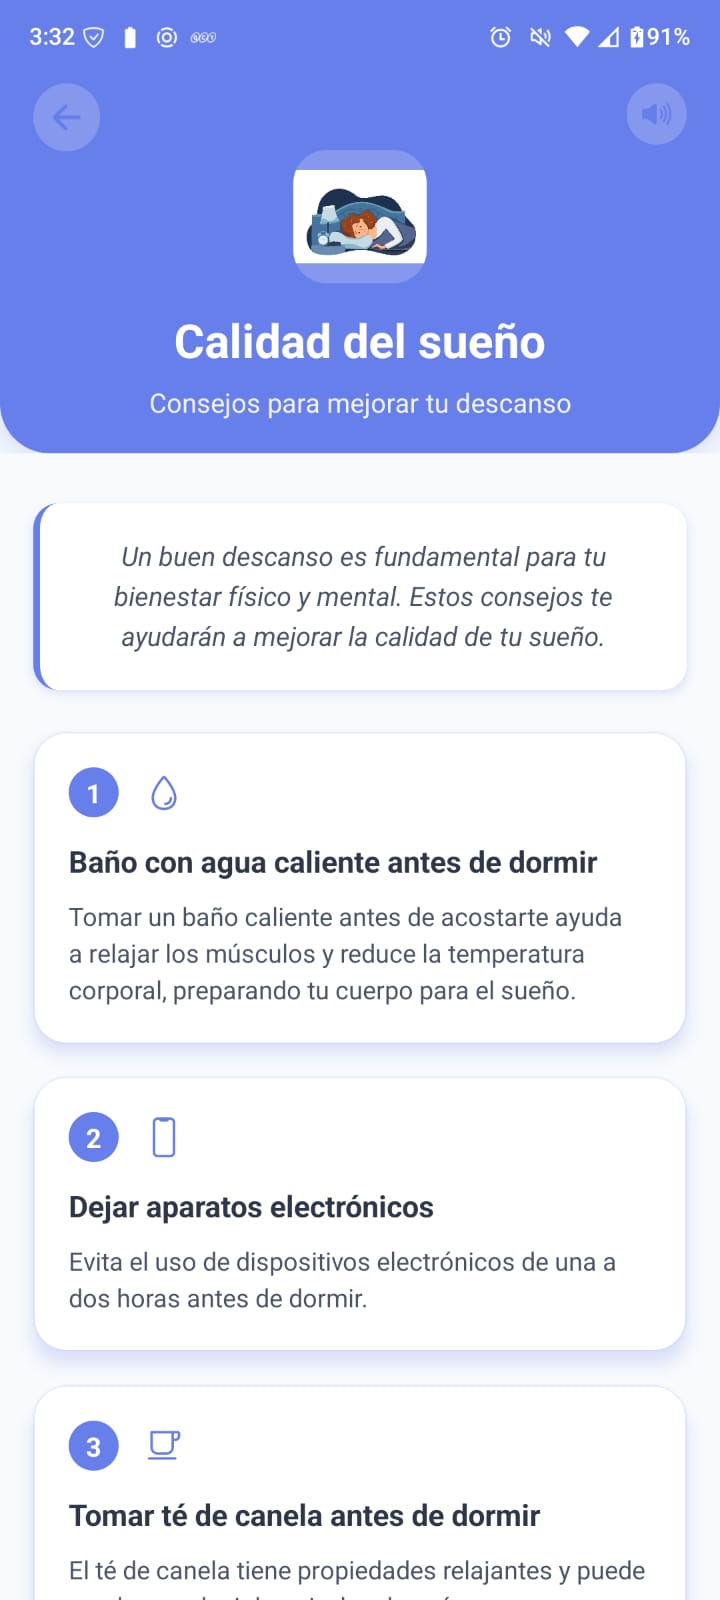 3:32
91%
Calidad del sueño
Consejos para mejorar tu descanso
Un buen descanso es fundamental para tu
bienestar físico y mental. Estos consejos te
ayudarán a mejorar la calidad de tu sueño.
1
Baño con agua caliente antes de dormir
Tomar un baño caliente antes de acostarte ayuda
a relajar los músculos y reduce la temperatura
corporal, preparando tu cuerpo para el sueño.
2
Dejar aparatos electrónicos
Evita el uso de dispositivos electrónicos de una a
dos horas antes de dormir.
3
Tomar té de canela antes de dormir
El té de canela tiene propiedades relajantes y puede